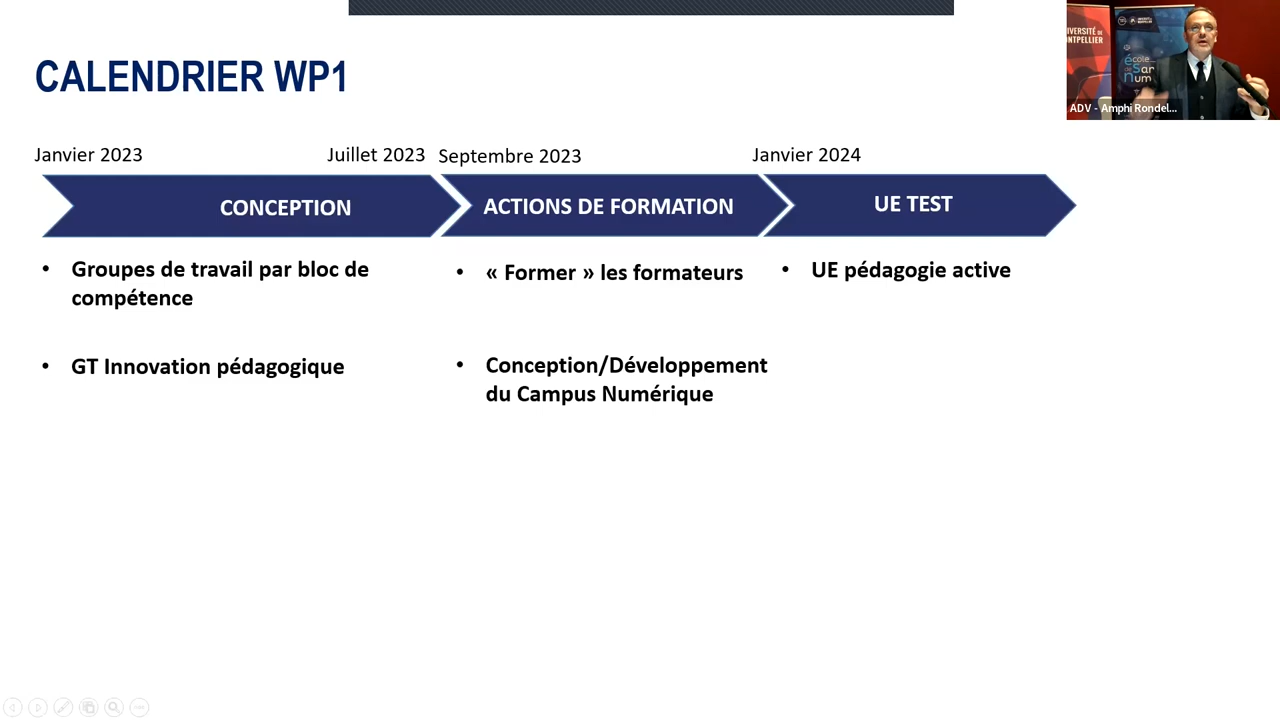 CALENDRIER WP1
Janvier 2023
Juillet 2023
Septembre 2023
Janvier 2024
CONCEPTION
ACTIONS DE FORMATION
UE TEST
• Groupes de travail par bloc de
compétence
• GT Innovation pédagogique
• « Former » les formateurs
• Conception/Développement
du Campus Numérique
• UE pédagogie active
ADV - Amphi Rondel...